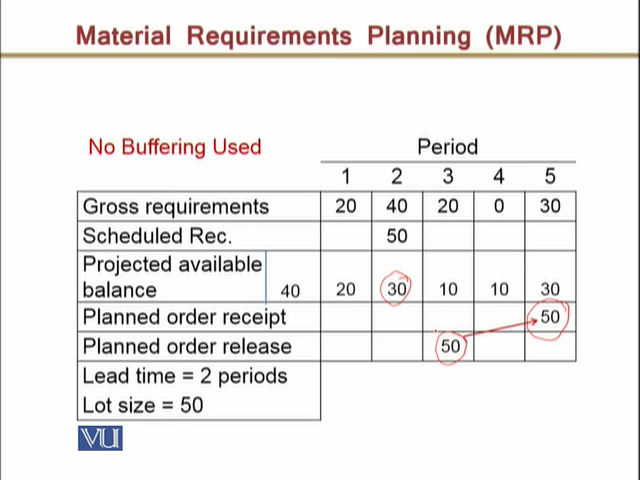 Material Requirements Planning (MRP)
No Buffering Used Period
1 2 3 4 5
Gross requirements 20 40 20 0 30
Scheduled Rec. 50
Projected available
balance 40 20 30 10 10 30
Planned order receipt 50
Planned order release 50
Lead time = 2 periods
Lot size = 50
VU